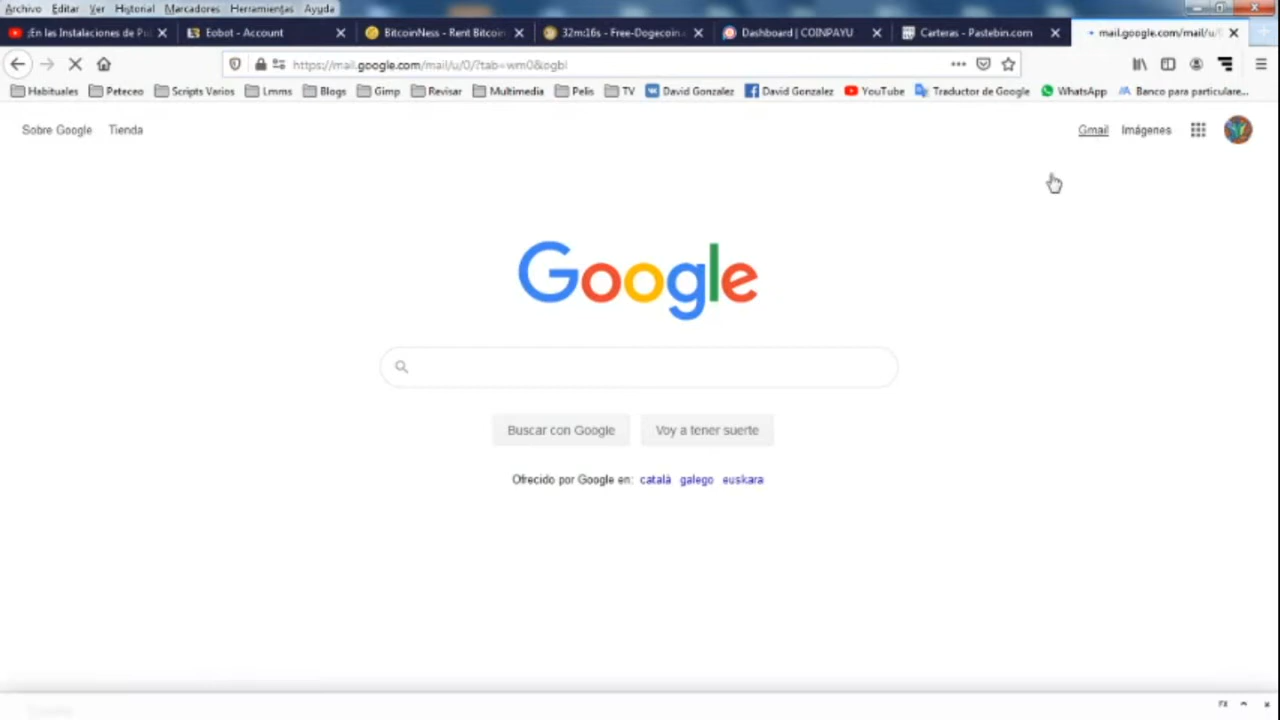 Archivo Editar Ver Historial Marcadores Herramientas Ayuda
¡En las Instalaciones de
Eobot - Account
BitcoinNess - Rent Bitcoin
32m:16s - Free-Dogecoin.
Dashboard | COINPAYU
Carteras - Pastebin.com
mail.google.com/mail/u/
https://mail.google.com/mail/u/0/?tab=wm0&ogbl
Habituales Peteceo Scripts Varios Lmms Blogs Gimp Revisar Multimedia Pelis TV David Gonzalez David Gonzalez YouTube Traductor de Google WhatsApp Banco para particulare...
Sobre Google Tienda Gmail Imágenes
Google
Buscar con Google Voy a tener suerte
Ofrecido por Google en: català galego euskara